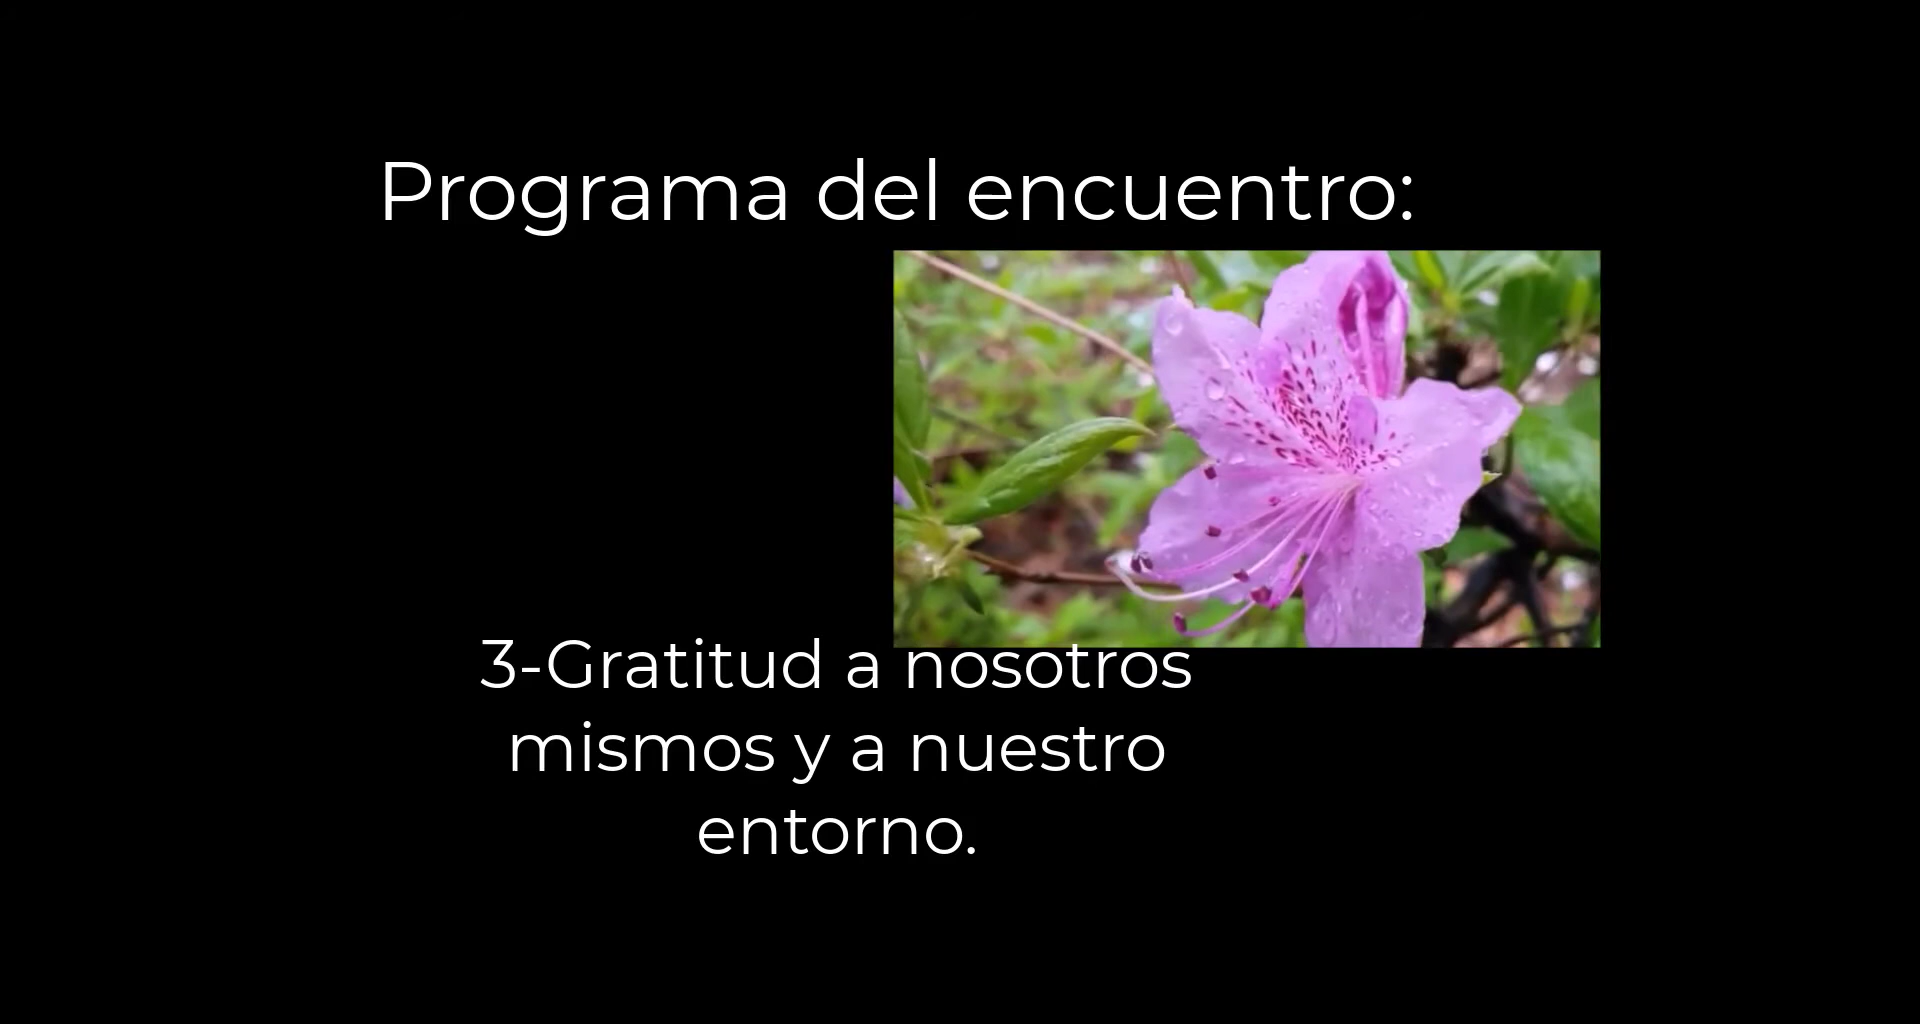 Programa del encuentro:
3-Gratitud a nosotros
mismos y a nuestro
entorno.